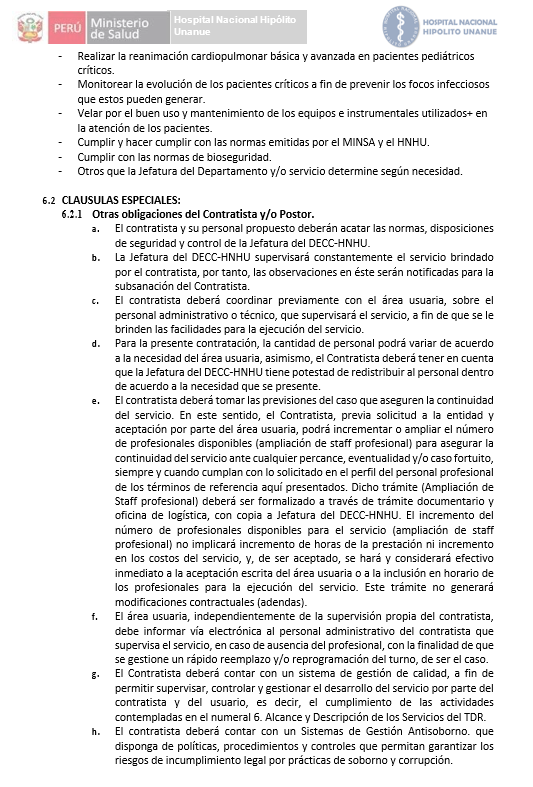 PERÚ
Ministerio
de Salud
Hospital Nacional Hipólito
Unanue
HOSPITAL NACIONAL
HIPOLITO UNANUE
- Realizar la reanimación cardiopulmonar básica y avanzada en pacientes pediátricos
críticos.
- Monitorear la evolución de los pacientes críticos a fin de prevenir los focos infecciosos
que estos pueden generar.
- Velar por el buen uso y mantenimiento de los equipos e instrumentales utilizados+ en
la atención de los pacientes.
- Cumplir y hacer cumplir con las normas emitidas por el MINSA y el HNHU.
- Cumplir con las normas de bioseguridad.
- Otros que la Jefatura del Departamento y/o servicio determine según necesidad.
6.2 CLAUSULAS ESPECIALES:
6.2.1 Otras obligaciones del Contratista y/o Postor.
a. El contratista y su personal propuesto deberán acatar las normas, disposiciones
de seguridad y control de la Jefatura del DECC-HNHU.
b. La Jefatura del DECC-HNHU supervisará constantemente el servicio brindado
por el contratista, por tanto, las observaciones en éste serán notificadas para la
subsanación del Contratista.
c. El contratista deberá coordinar previamente con el área usuaria, sobre el
personal administrativo o técnico, que supervisará el servicio, a fin de que se le
brinden las facilidades para la ejecución del servicio.
d. Para la presente contratación, la cantidad de personal podrá variar de acuerdo
a la necesidad del área usuaria, asimismo, el Contratista deberá tener en cuenta
que la Jefatura del DECC-HNHU tiene potestad de redistribuir al personal dentro
de acuerdo a la necesidad que se presente.
e. El contratista deberá tomar las previsiones del caso que aseguren la continuidad
del servicio. En este sentido, el Contratista, previa solicitud a la entidad y
aceptación por parte del área usuaria, podrá incrementar o ampliar el número
de profesionales disponibles (ampliación de staff profesional) para asegurar la
continuidad del servicio ante cualquier percance, eventualidad y/o caso fortuito,
siempre y cuando cumplan con lo solicitado en el perfil del personal profesional
de los términos de referencia aquí presentados. Dicho trámite (Ampliación de
Staff profesional) deberá ser formalizado a través de trámite documentario y
oficina de logística, con copia a Jefatura del DECC-HNHU. El incremento del
número de profesionales disponibles para el servicio (ampliación de staff
profesional) no implicará incremento de horas de la prestación ni incremento
en los costos del servicio, y, de ser aceptado, se hará y considerará efectivo
inmediato a la aceptación escrita del área usuaria o a la inclusión en horario de
los profesionales para la ejecución del servicio. Este trámite no generará
modificaciones contractuales (adendas).
f. El área usuaria, independientemente de la supervisión propia del contratista,
debe informar vía electrónica al personal administrativo del contratista que
supervisa el servicio, en caso de ausencia del profesional, con la finalidad de que
se gestione un rápido reemplazo y/o reprogramación del turno, de ser el caso.
g. El Contratista deberá contar con un sistema de gestión de calidad, a fin de
permitir supervisar, controlar y gestionar el desarrollo del servicio por parte del
contratista y del usuario, es decir, el cumplimiento de las actividades
contempladas en el numeral 6. Alcance y Descripción de los Servicios del TDR.
h. El contratista deberá contar con un Sistemas de Gestión Antisoborno. que
disponga de políticas, procedimientos y controles que permitan garantizar los
riesgos de incumplimiento legal por prácticas de soborno y corrupción.